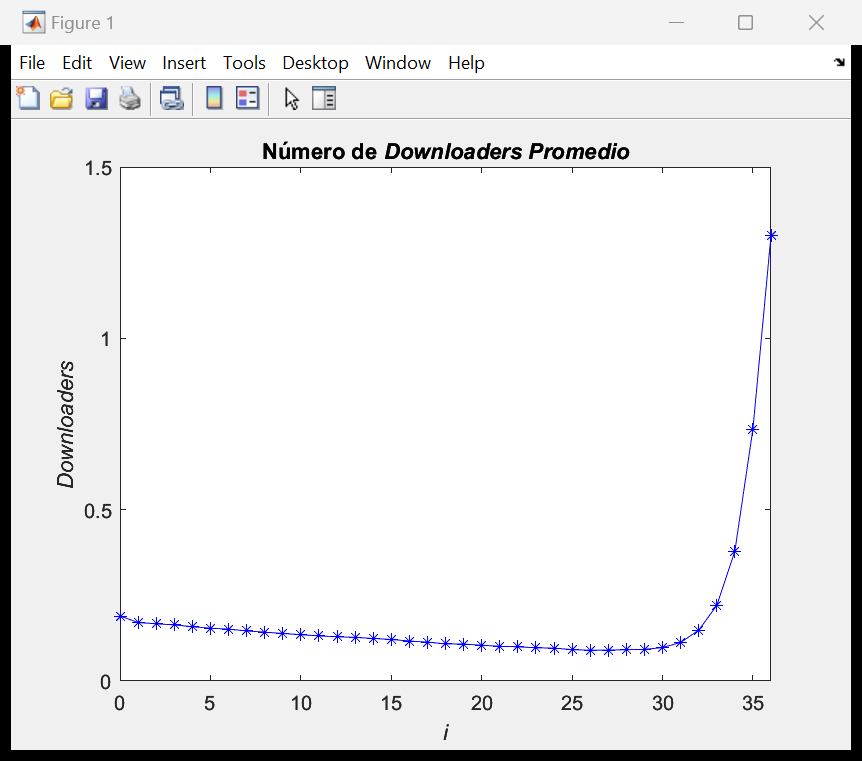 Figure 1
File Edit View Insert Tools Desktop Window Help
Número de Downloaders Promedio
1.5
1
0.5
0
Downloaders
0 5 10 15 20 25 30 35
i